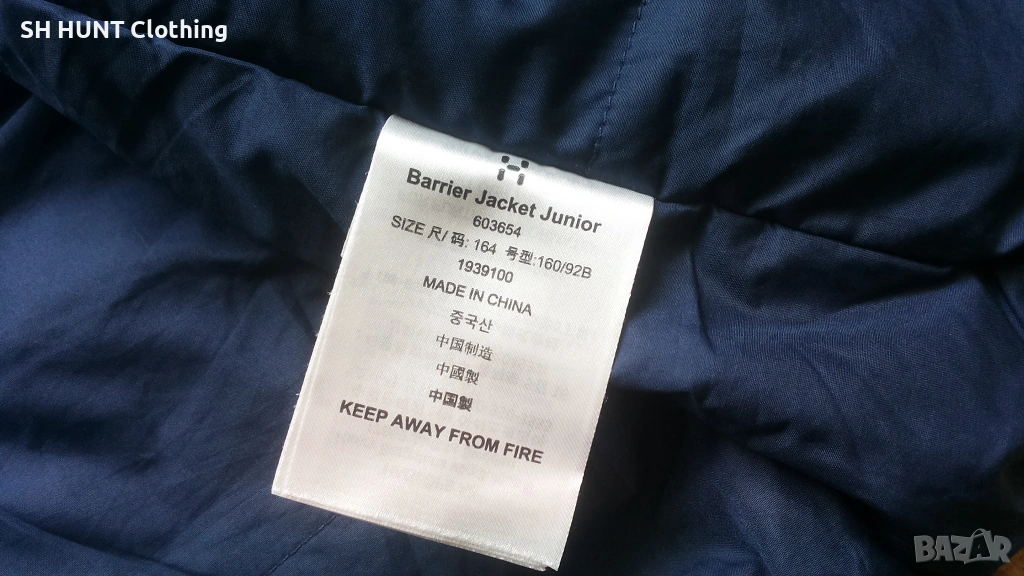 SH HUNT Clothing
Barrier Jacket Junior
603654
SIZE 尺/ 码: 164 号型:160/92B
1939100
MADE IN CHINA
중국산
中国制造
中國製
中国製
KEEP AWAY FROM FIRE
BAZAR